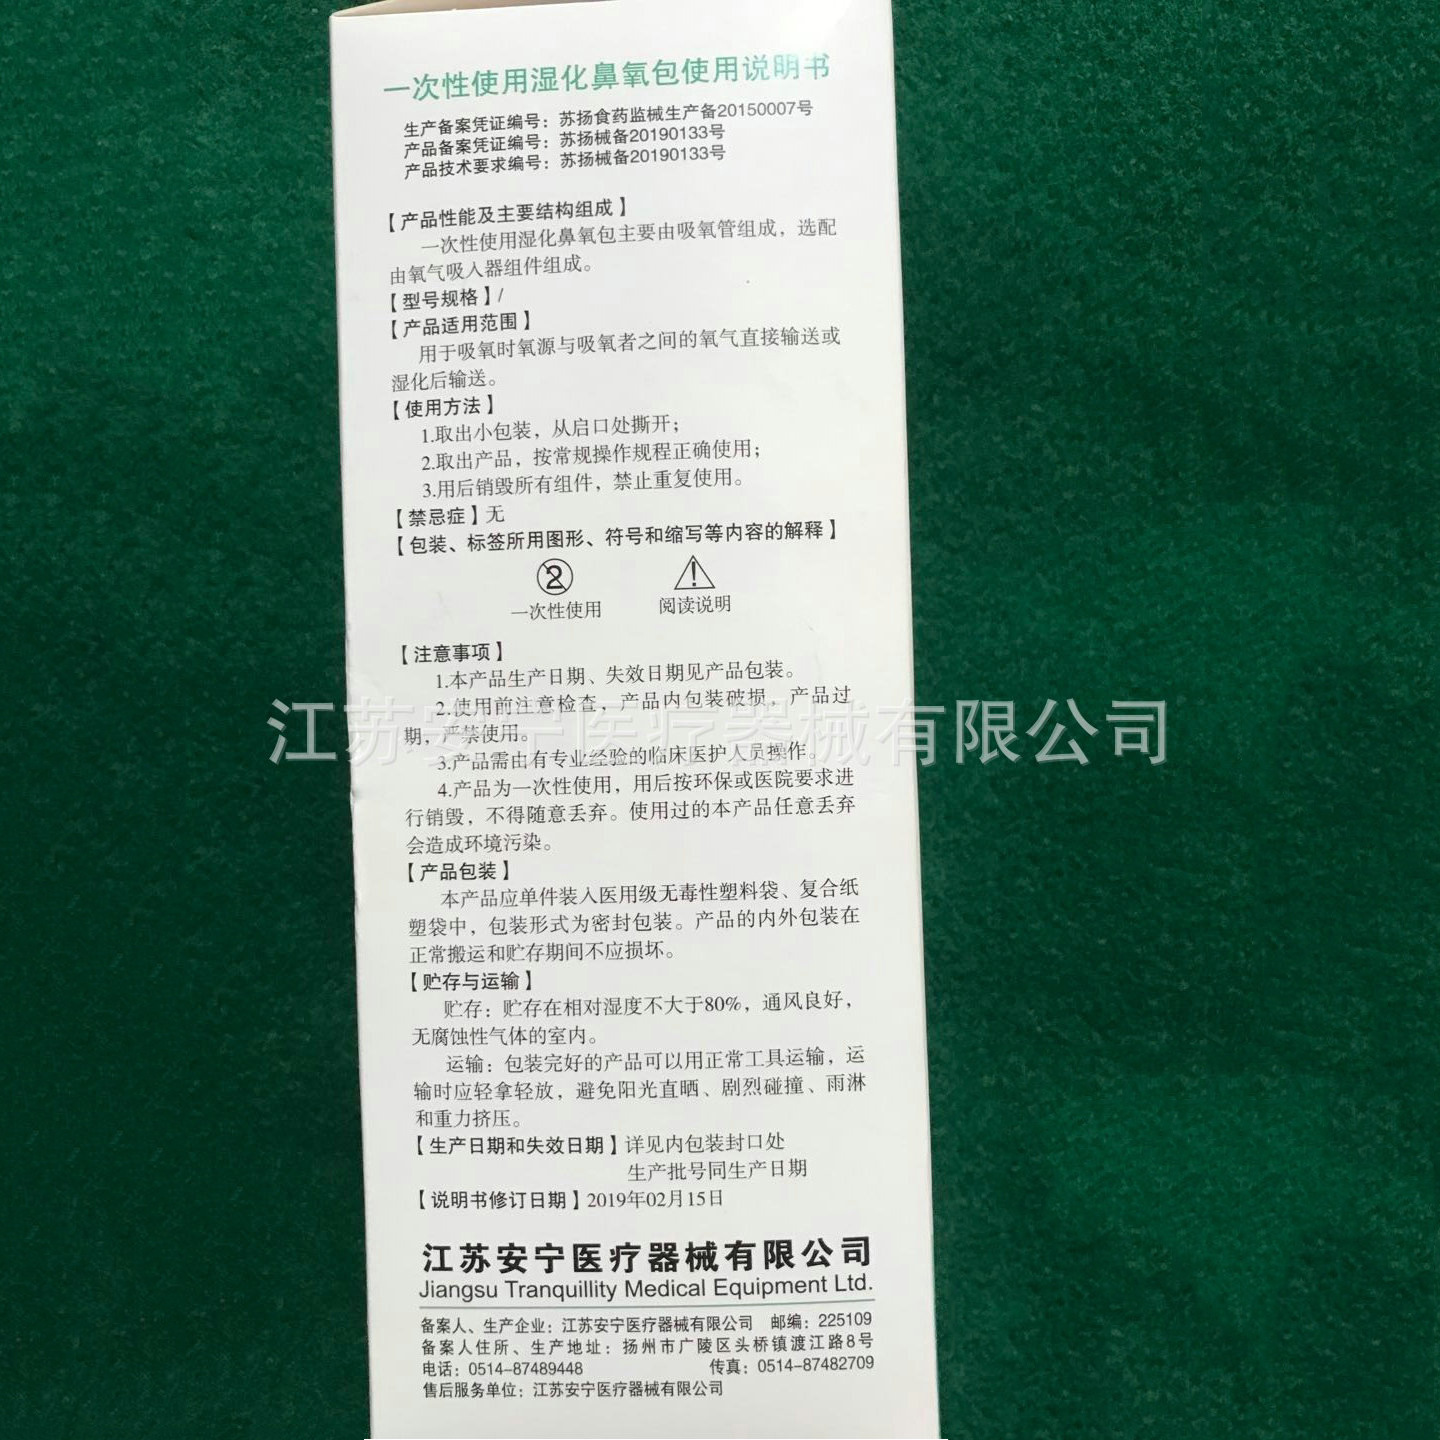 一次性使用湿化鼻氧包使用说明书
生产备案凭证编号：苏扬食药监械生产备20150007号
产品备案凭证编号：苏扬械备20190133号
产品技术要求编号：苏扬械备20190133号
【产品性能及主要结构组成】
一次性使用湿化鼻氧包主要由吸氧管组成，选配
由氧气吸入器组件组成。
【型号规格】/
【产品适用范围】
用于吸氧时氧源与吸氧者之间的氧气直接输送或
湿化后输送。
【使用方法】
1.取出小包装，从启口处撕开；
2.取出产品，按常规操作规程正确使用；
3.用后销毁所有组件，禁止重复使用。
【禁忌症】无
【包装、标签所用图形、符号和缩写等内容的解释】
2 !
一次性使用 阅读说明
【注意事项】
1.本产品生产日期、失效日期见产品包装。
2.使用前注意检查，产品内包装破损，产品过
期，严禁使用。
江苏安宁医疗器械有限公司
3.产品需由有专业经验的临床医护人员操作。
4.产品为一次性使用，用后按环保或医院要求进
行销毁，不得随意丢弃。使用过的本产品任意丢弃
会造成环境污染。
【产品包装】
本产品应单件装入医用级无毒性塑料袋、复合纸
塑袋中，包装形式为密封包装。产品的内外包装在
正常搬运和贮存期间不应损坏。
【贮存与运输】
贮存：贮存在相对湿度不大于80%，通风良好，
无腐蚀性气体的室内。
运输：包装完好的产品可以用正常工具运输，运
输时应轻拿轻放，避免阳光直晒、剧烈碰撞、雨淋
和重力挤压。
【生产日期和失效日期】详见内包装封口处
生产批号同生产日期
【说明书修订日期】2019年02月15日
江苏安宁医疗器械有限公司
Jiangsu Tranquillity Medical Equipment Ltd.
备案人、生产企业：江苏安宁医疗器械有限公司 邮编：225109
备案人住所、生产地址：扬州市广陵区头桥镇渡江路8号
电话：0514-87489448 传真：0514-87482709
售后服务单位：江苏安宁医疗器械有限公司